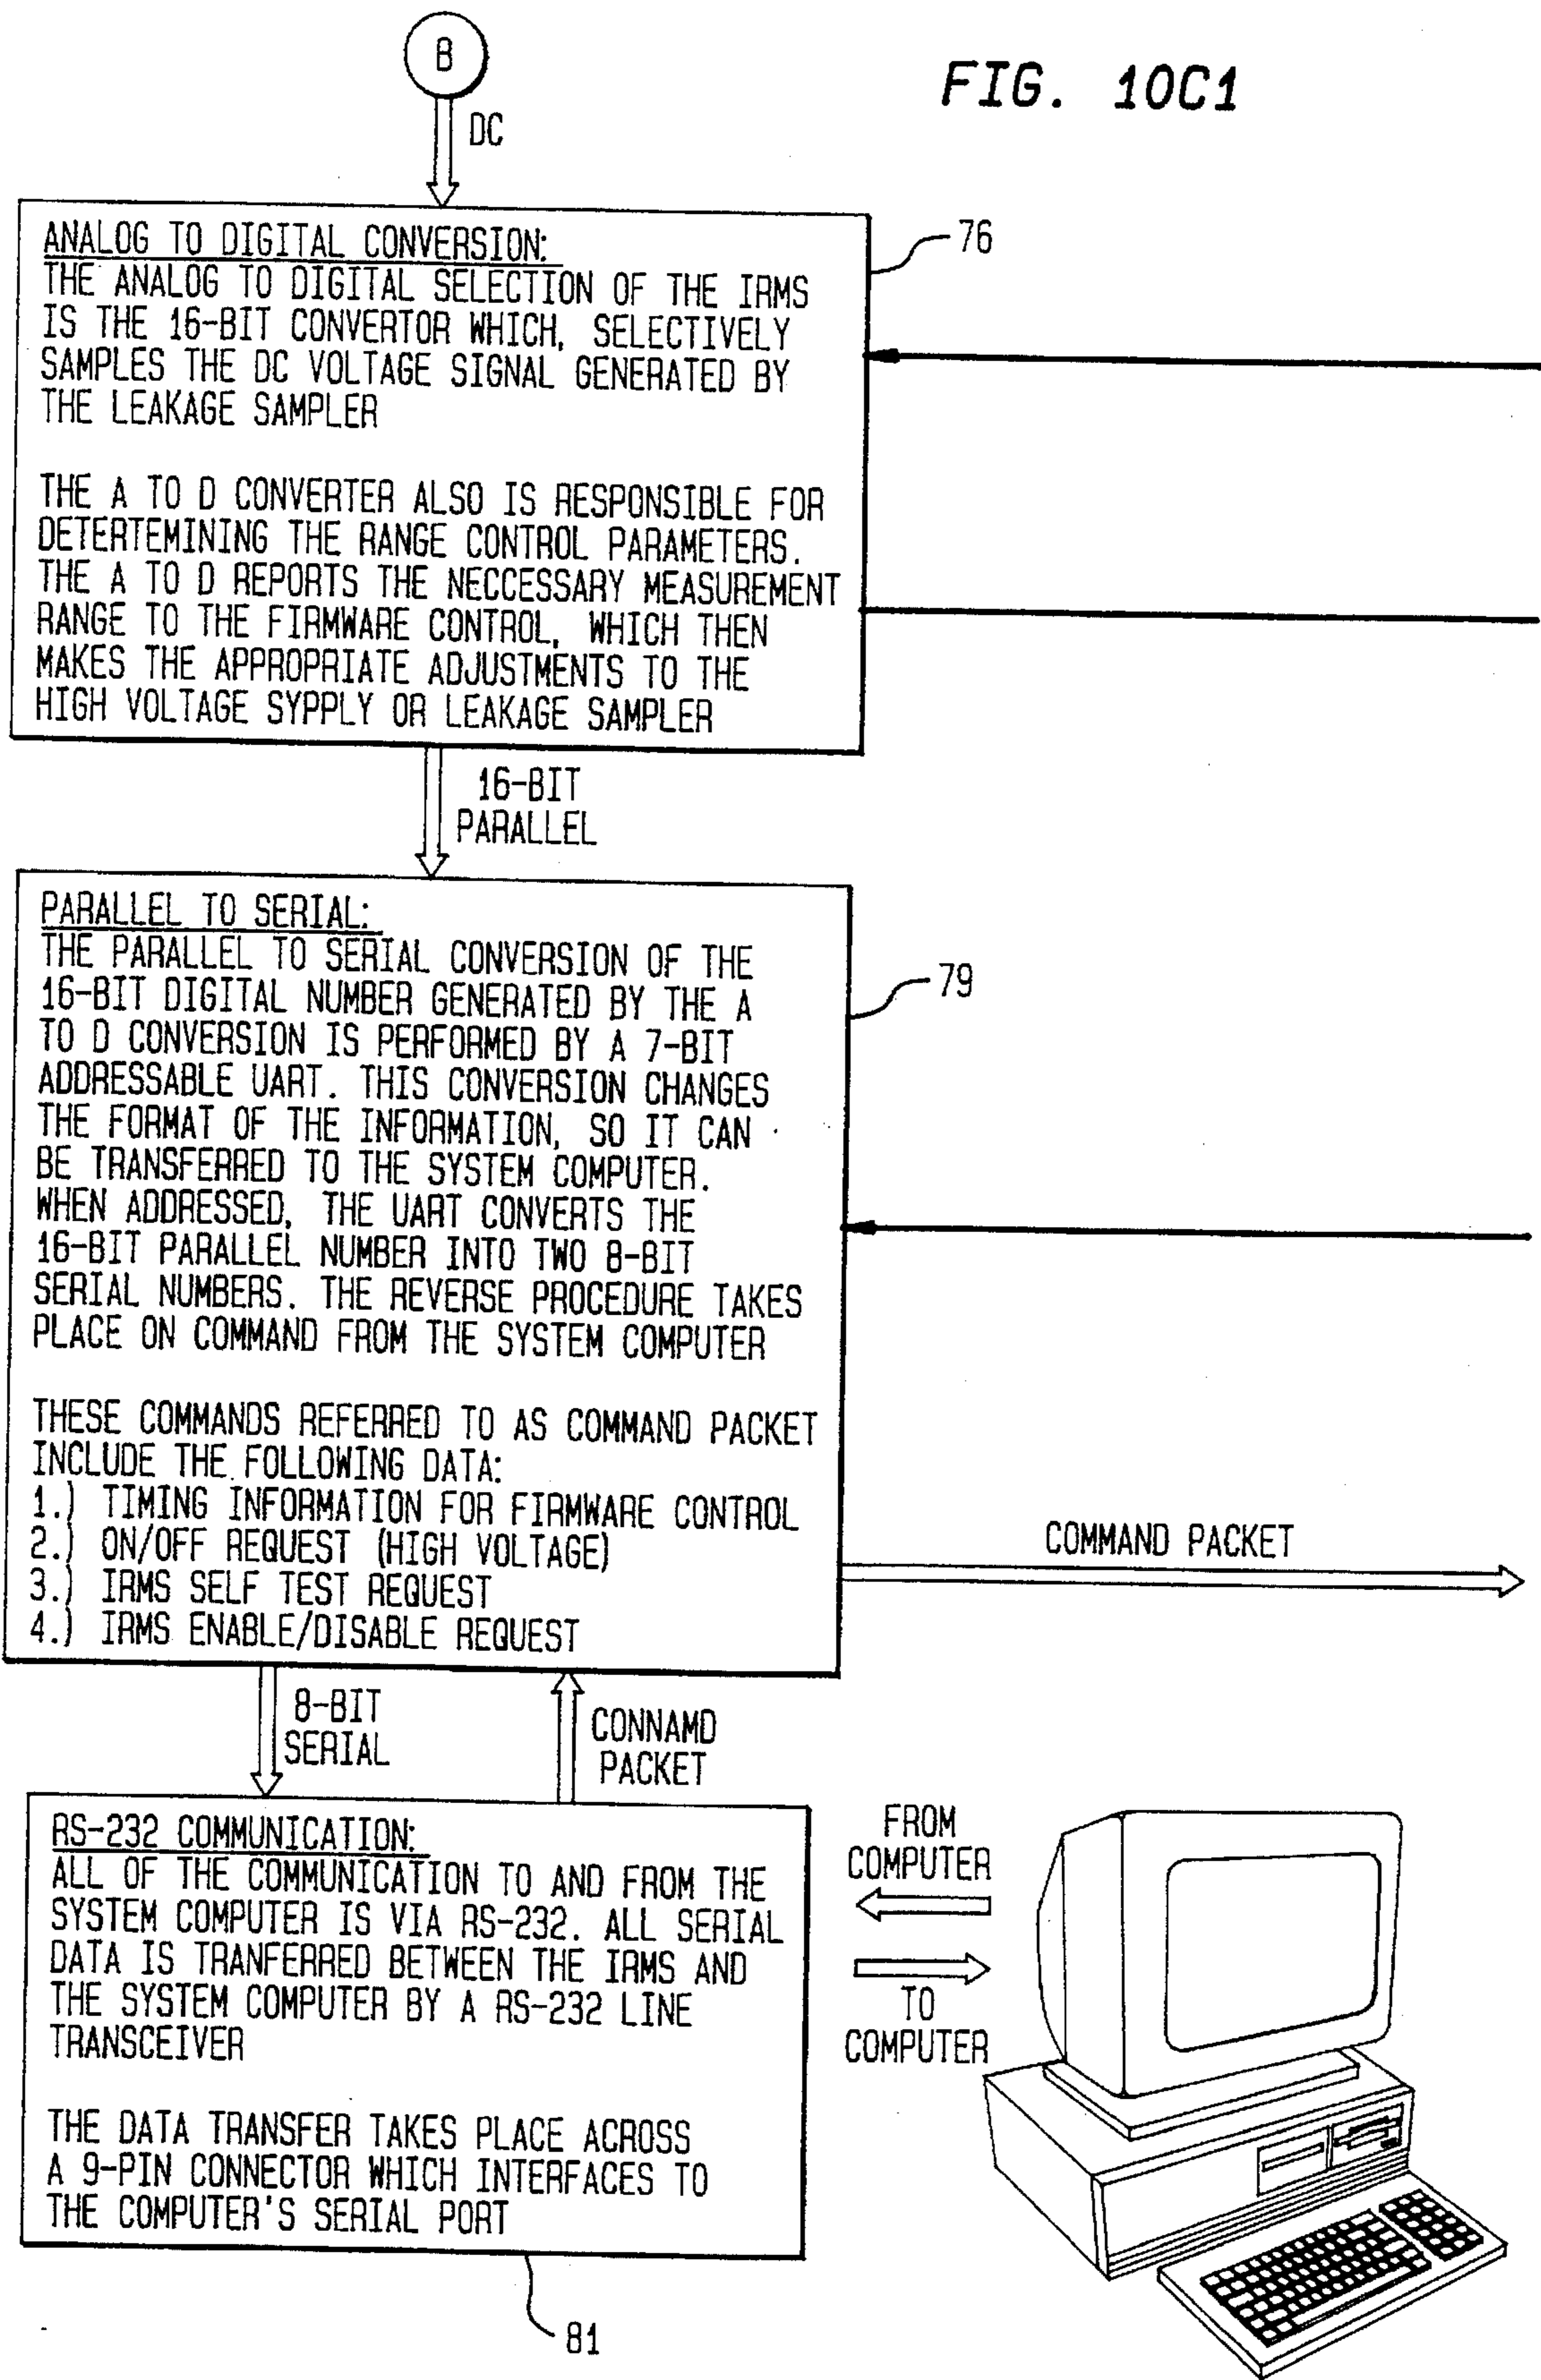 B
FIG. 10C1
DC
ANALOG TO DIGITAL CONVERSION:
THE ANALOG TO DIGITAL SELECTION OF THE IRMS
IS THE 16-BIT CONVERTOR WHICH, SELECTIVELY
SAMPLES THE DC VOLTAGE SIGNAL GENERATED BY
THE LEAKAGE SAMPLER
THE A TO D CONVERTER ALSO IS RESPONSIBLE FOR
DETERTEMINING THE RANGE CONTROL PARAMETERS.
THE A TO D REPORTS THE NECCESSARY MEASUREMENT
RANGE TO THE FIRMWARE CONTROL, WHICH THEN
MAKES THE APPROPRIATE ADJUSTMENTS TO THE
HIGH VOLTAGE SYPPLY OR LEAKAGE SAMPLER
76
16-BIT
PARALLEL
PARALLEL TO SERIAL:
THE PARALLEL TO SERIAL CONVERSION OF THE
16-BIT DIGITAL NUMBER GENERATED BY THE A
TO D CONVERSION IS PERFORMED BY A 7-BIT
ADDRESSABLE UART. THIS CONVERSION CHANGES
THE FORMAT OF THE INFORMATION, SO IT CAN
BE TRANSFERRED TO THE SYSTEM COMPUTER.
WHEN ADDRESSED, THE UART CONVERTS THE
16-BIT PARALLEL NUMBER INTO TWO 8-BIT
SERIAL NUMBERS. THE REVERSE PROCEDURE TAKES
PLACE ON COMMAND FROM THE SYSTEM COMPUTER
THESE COMMANDS REFERRED TO AS COMMAND PACKET
INCLUDE THE FOLLOWING DATA:
1.) TIMING INFORMATION FOR FIRMWARE CONTROL
2.) ON/OFF REQUEST (HIGH VOLTAGE)
3.) IRMS SELF TEST REQUEST
4.) IRMS ENABLE/DISABLE REQUEST
79
COMMAND PACKET
8-BIT
SERIAL
CONNAMD
PACKET
RS-232 COMMUNICATION:
ALL OF THE COMMUNICATION TO AND FROM THE
SYSTEM COMPUTER IS VIA RS-232. ALL SERIAL
DATA IS TRANFERRED BETWEEN THE IRMS AND
THE SYSTEM COMPUTER BY A RS-232 LINE
TRANSCEIVER
THE DATA TRANSFER TAKES PLACE ACROSS
A 9-PIN CONNECTOR WHICH INTERFACES TO
THE COMPUTER'S SERIAL PORT
81
FROM
COMPUTER
TO
COMPUTER